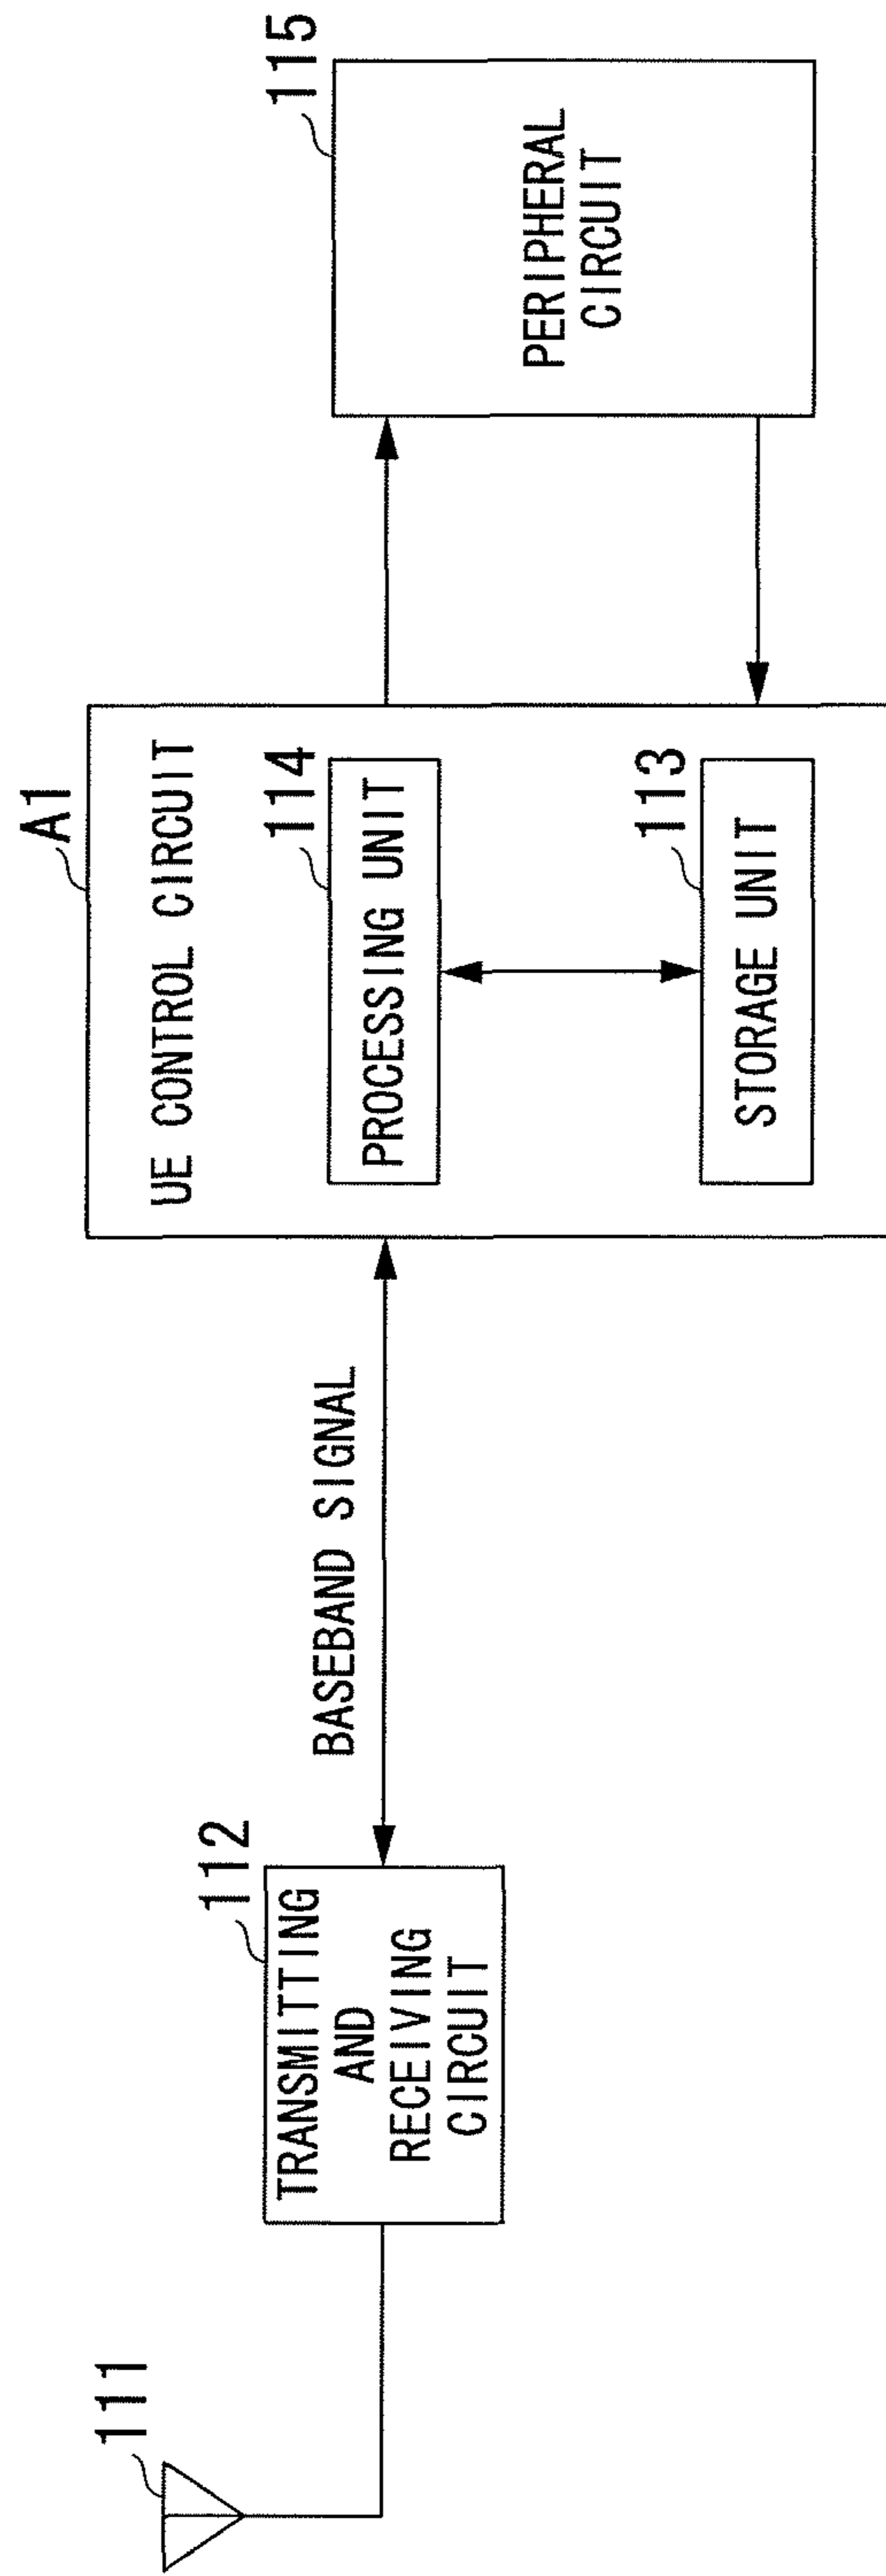 111
112
TRANSMITTING
AND
RECEIVING
CIRCUIT
BASEBAND SIGNAL
A1
UE CONTROL CIRCUIT
114
PROCESSING UNIT
113
STORAGE UNIT
115
PERIPHERAL
CIRCUIT